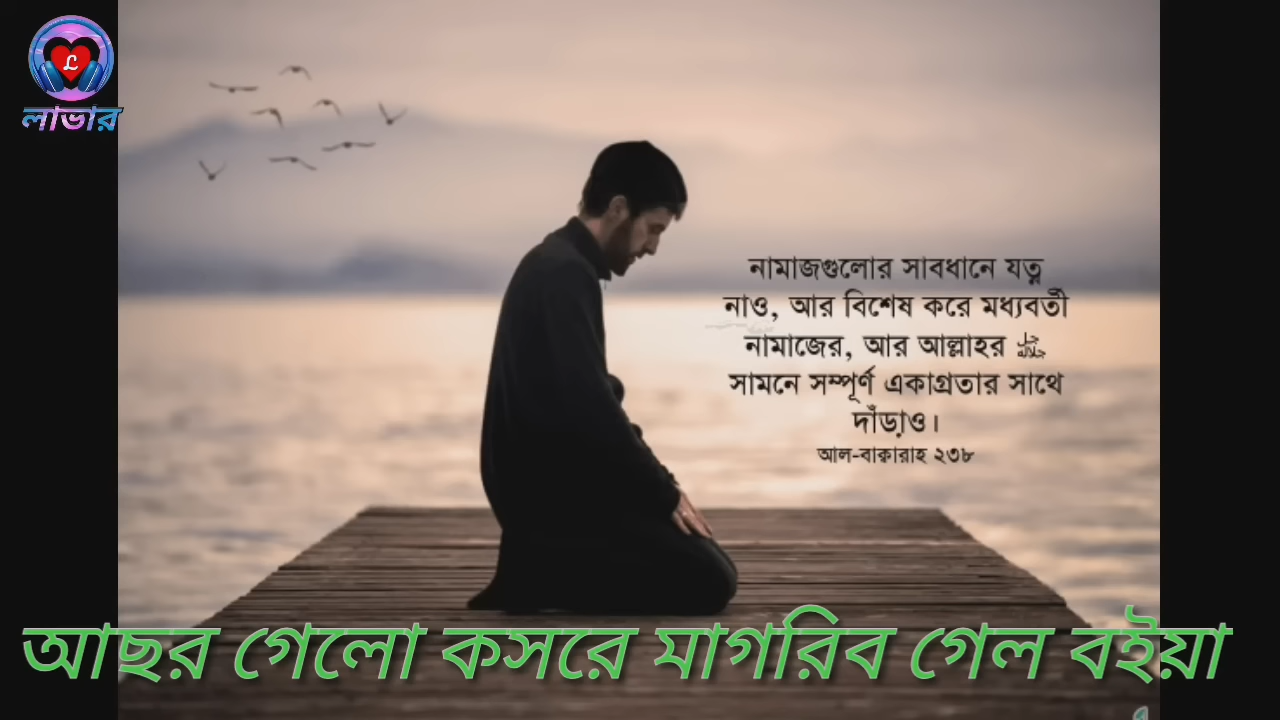 লাভার
নামাজগুলোর সাবধানে যত্ন
নাও, আর বিশেষ করে মধ্যবর্তী
নামাজের, আর আল্লাহর ﷻ
সামনে সম্পূর্ণ একাগ্রতার সাথে
দাঁড়াও।
আল-বাক্বারাহ ২৩৮
আছর গেলো কসরে মাগরিব গেল বইয়া